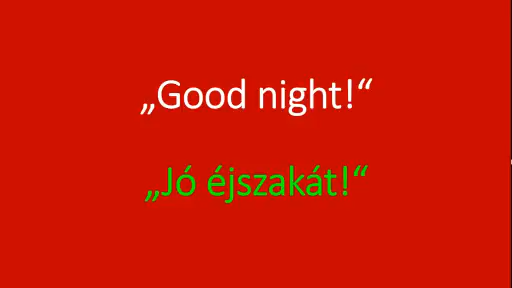 „Good night!“
„Jó éjszakát!“